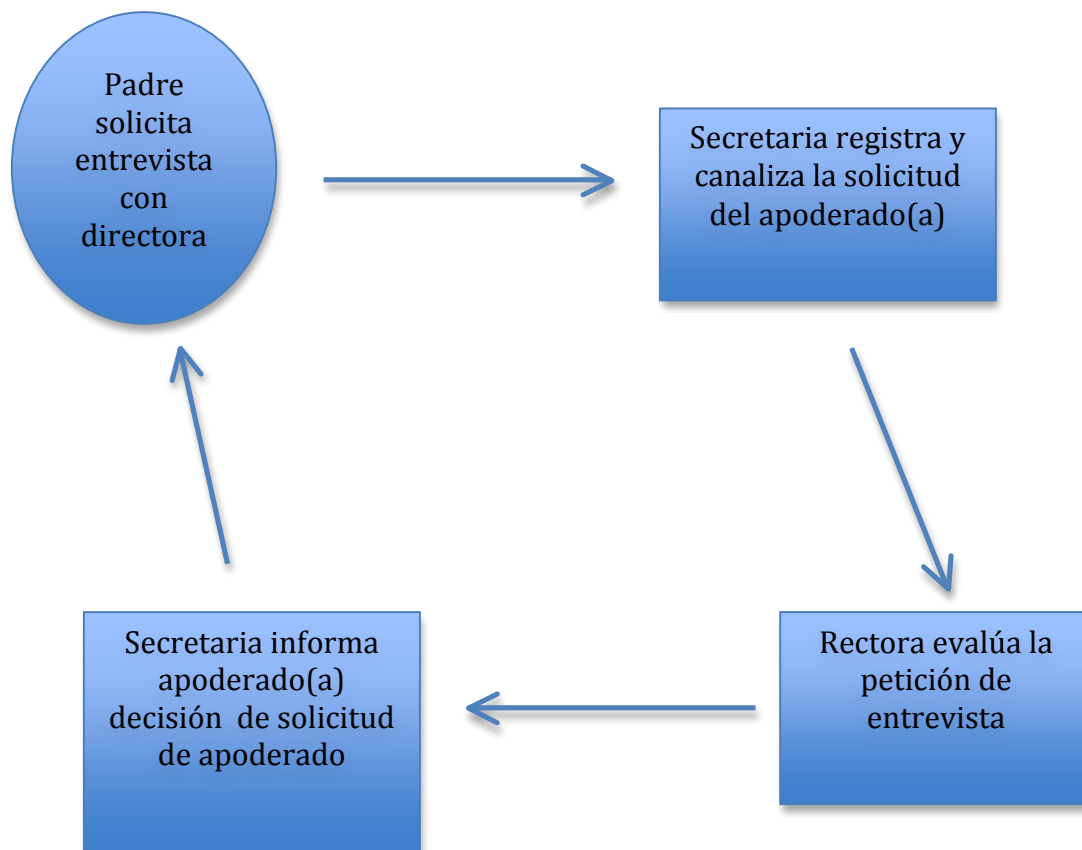 Padre
solicita
entrevista
con
directora
Secretaria registra y
canaliza la solicitud
del apoderado(a)
Rectora evalúa la
petición de
entrevista
Secretaria informa
apoderado(a)
decisión  de solicitud
de apoderado